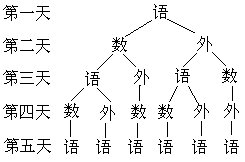 第一天 语
第二天 数 外
第三天 语 外 语 数
第四天 数 外 数 数 外 外
第五天 语 语 语 语 语 语